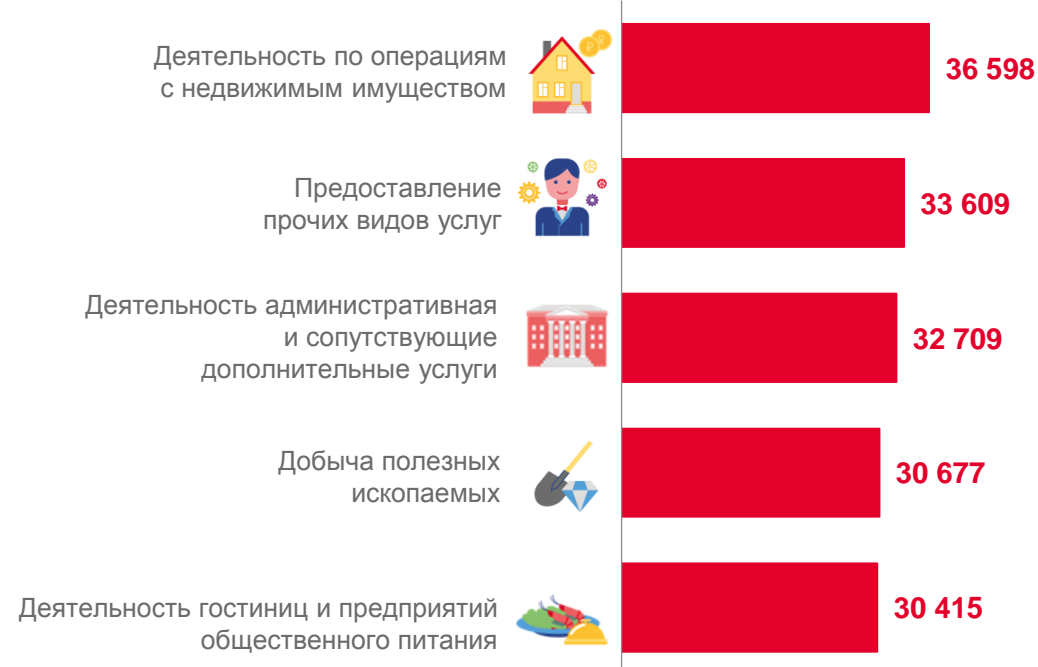 Деятельность по операциям
с недвижимым имуществом
36 598
Предоставление
прочих видов услуг
33 609
Деятельность административная
и сопутствующие
дополнительные услуги
32 709
Добыча полезных
ископаемых
30 677
Деятельность гостиниц и предприятий
общественного питания
30 415